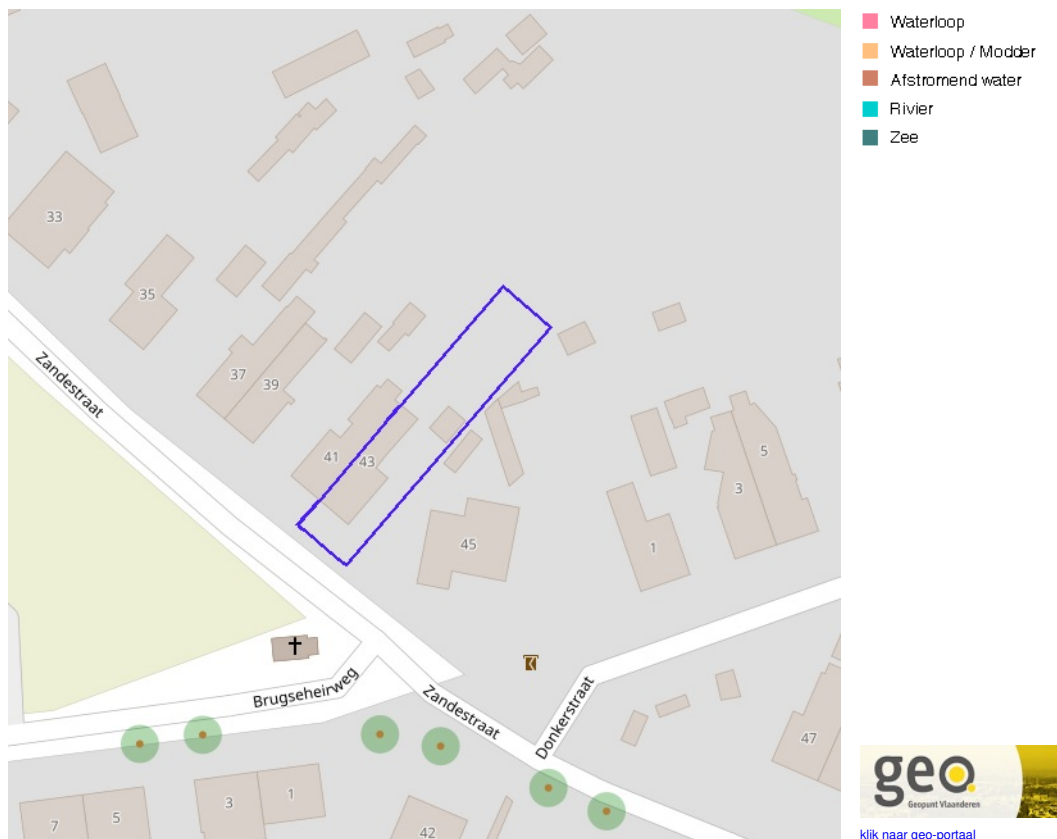 Waterloop
Waterloop / Modder
Afstromend water
Rivier
Zee
33
35
37
39
41
43
45
1
3
5
Zandestraat
Brugseheirweg
Zandestraat
Donkerstraat
47
7
5
3
1
42
geo
Geopunt Vlaanderen
klik naar geo-portaal